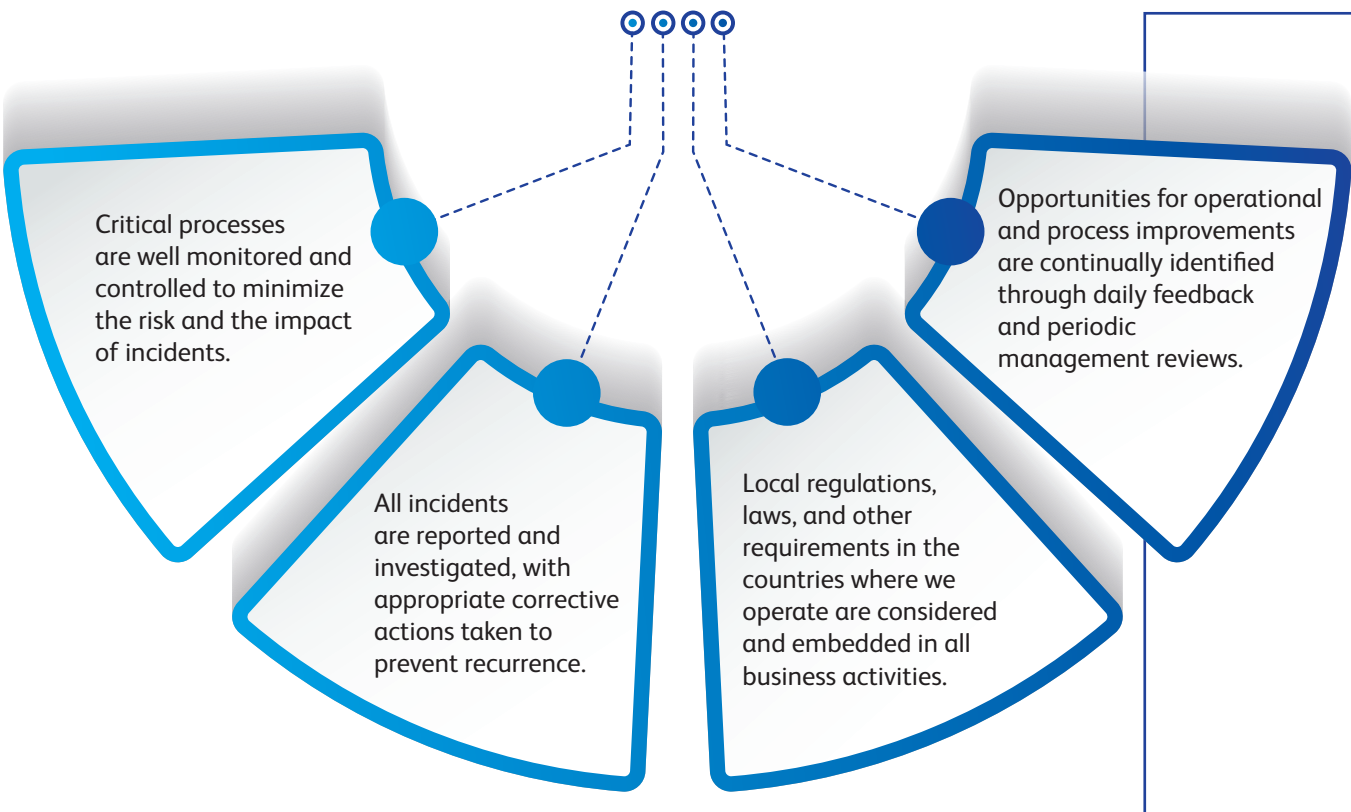 Critical processes
are well monitored and
controlled to minimize
the risk and the impact
of incidents.
All incidents
are reported and
investigated, with
appropriate corrective
actions taken to
prevent recurrence.
Local regulations,
laws, and other
requirements in the
countries where we
operate are considered
and embedded in all
business activities.
Opportunities for operational
and process improvements
are continually identified
through daily feedback
and periodic
management reviews.